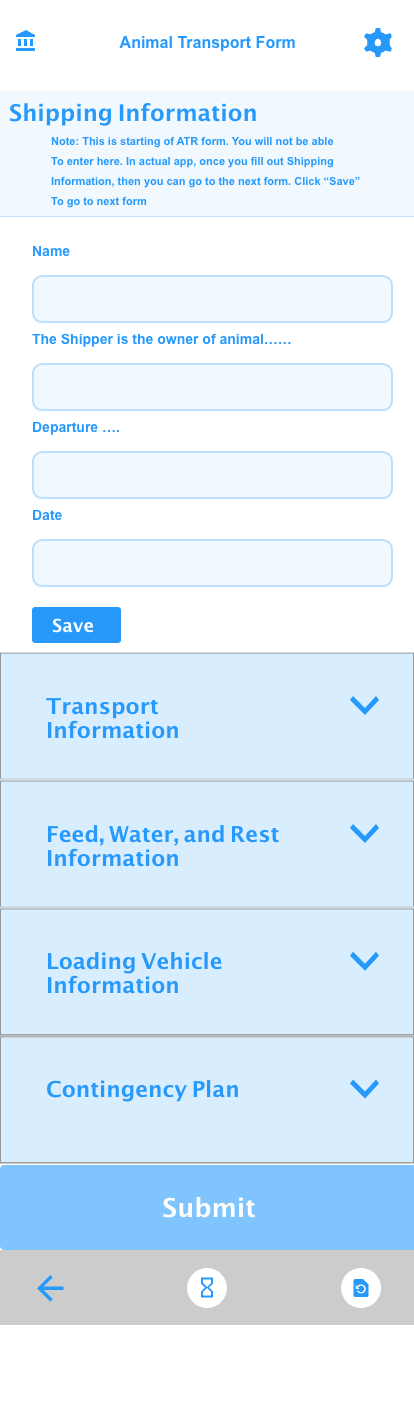 Animal Transport Form
Shipping Information
Note: This is starting of ATR form. You will not be able
To enter here. In actual app, once you fill out Shipping
Information, then you can go to the next form. Click “Save”
To go to next form
Name
The Shipper is the owner of animal……
Departure ….
Date
Save
Transport
Information
Feed, Water, and Rest
Information
Loading Vehicle
Information
Contingency Plan
Submit